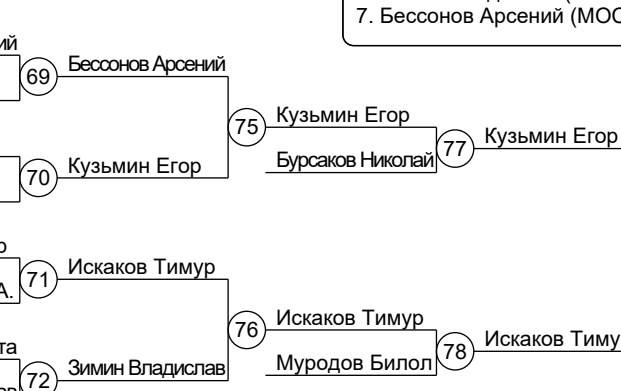 7. Бессонов Арсений (МОС
69
Бессонов Арсений
75
Кузьмин Егор
Бурсаков Николай
77
Кузьмин Егор
70
Кузьмин Егор
71
Искаков Тимур
А.
76
Искаков Тимур
Муродов Билол
78
Искаков Тиму
72
Зимин Владислав